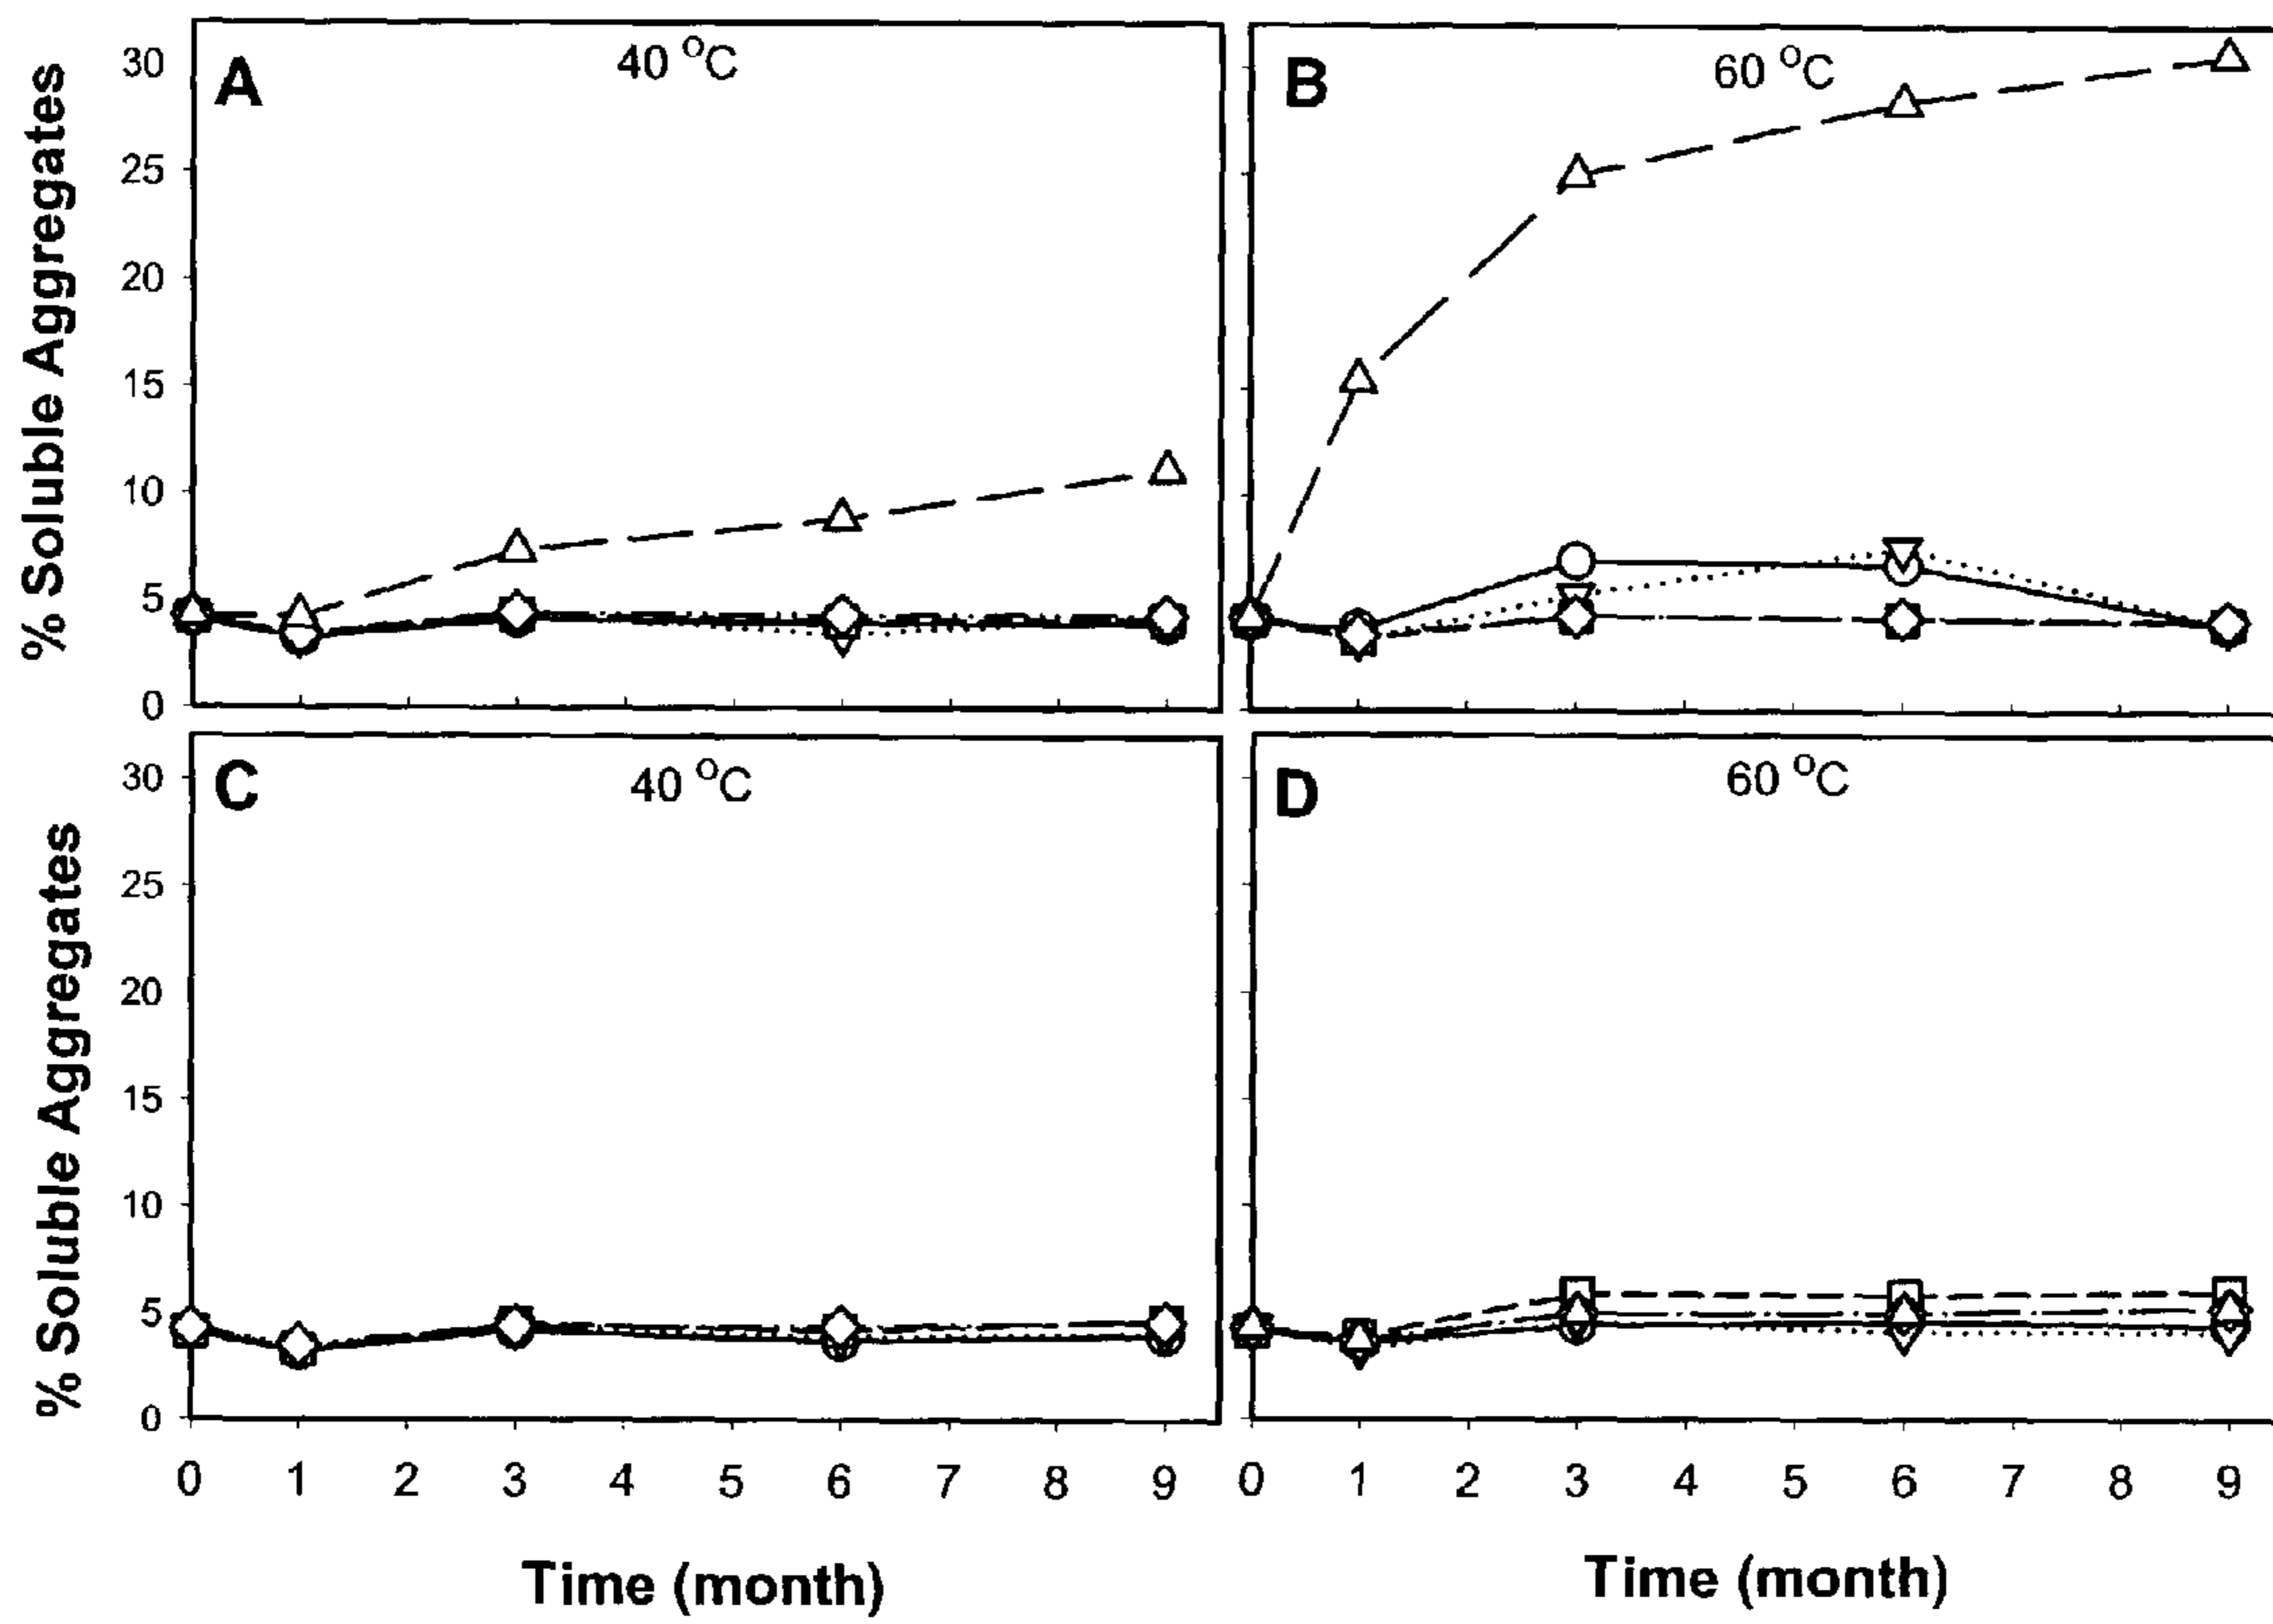 A
40 °C
B
60 °C
% Soluble Aggregates
30
25
20
15
10
5
0
C
40 °C
D
60 °C
% Soluble Aggregates
30
25
20
15
10
5
0
0 1 2 3 4 5 6 7 8 9
0 1 2 3 4 5 6 7 8 9
Time (month)
Time (month)